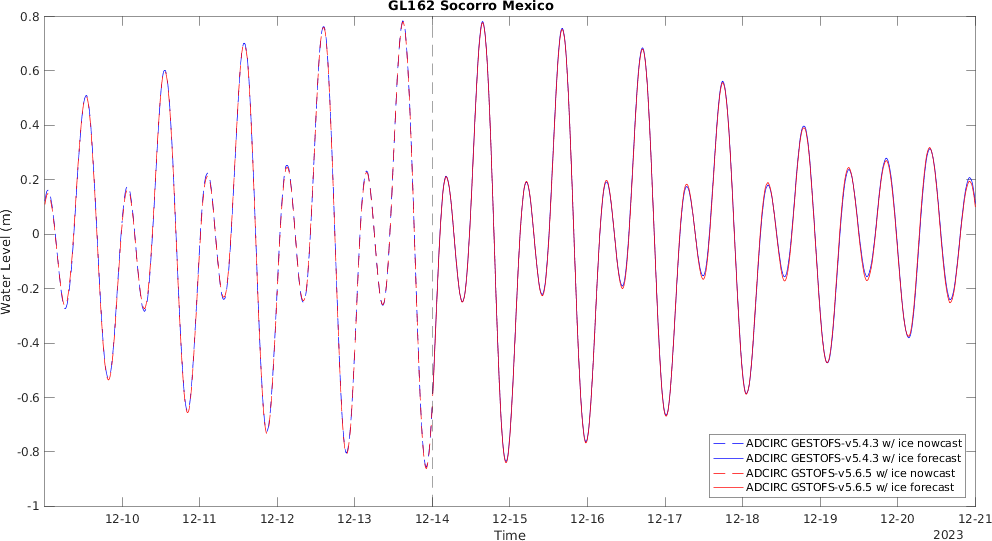 GL162 Socorro Mexico
0.8
0.6
0.4
0.2
0
-0.2
-0.4
-0.6
-0.8
-1
Water Level (m)
12-10 12-11 12-12 12-13 12-14 12-15 12-16 12-17 12-18 12-19 12-20 12-21
Time
2023
ADCIRC GESTOFS-v5.4.3 w/ ice nowcast
ADCIRC GESTOFS-v5.4.3 w/ ice forecast
ADCIRC GSTOFS-v5.6.5 w/ ice nowcast
ADCIRC GSTOFS-v5.6.5 w/ ice forecast